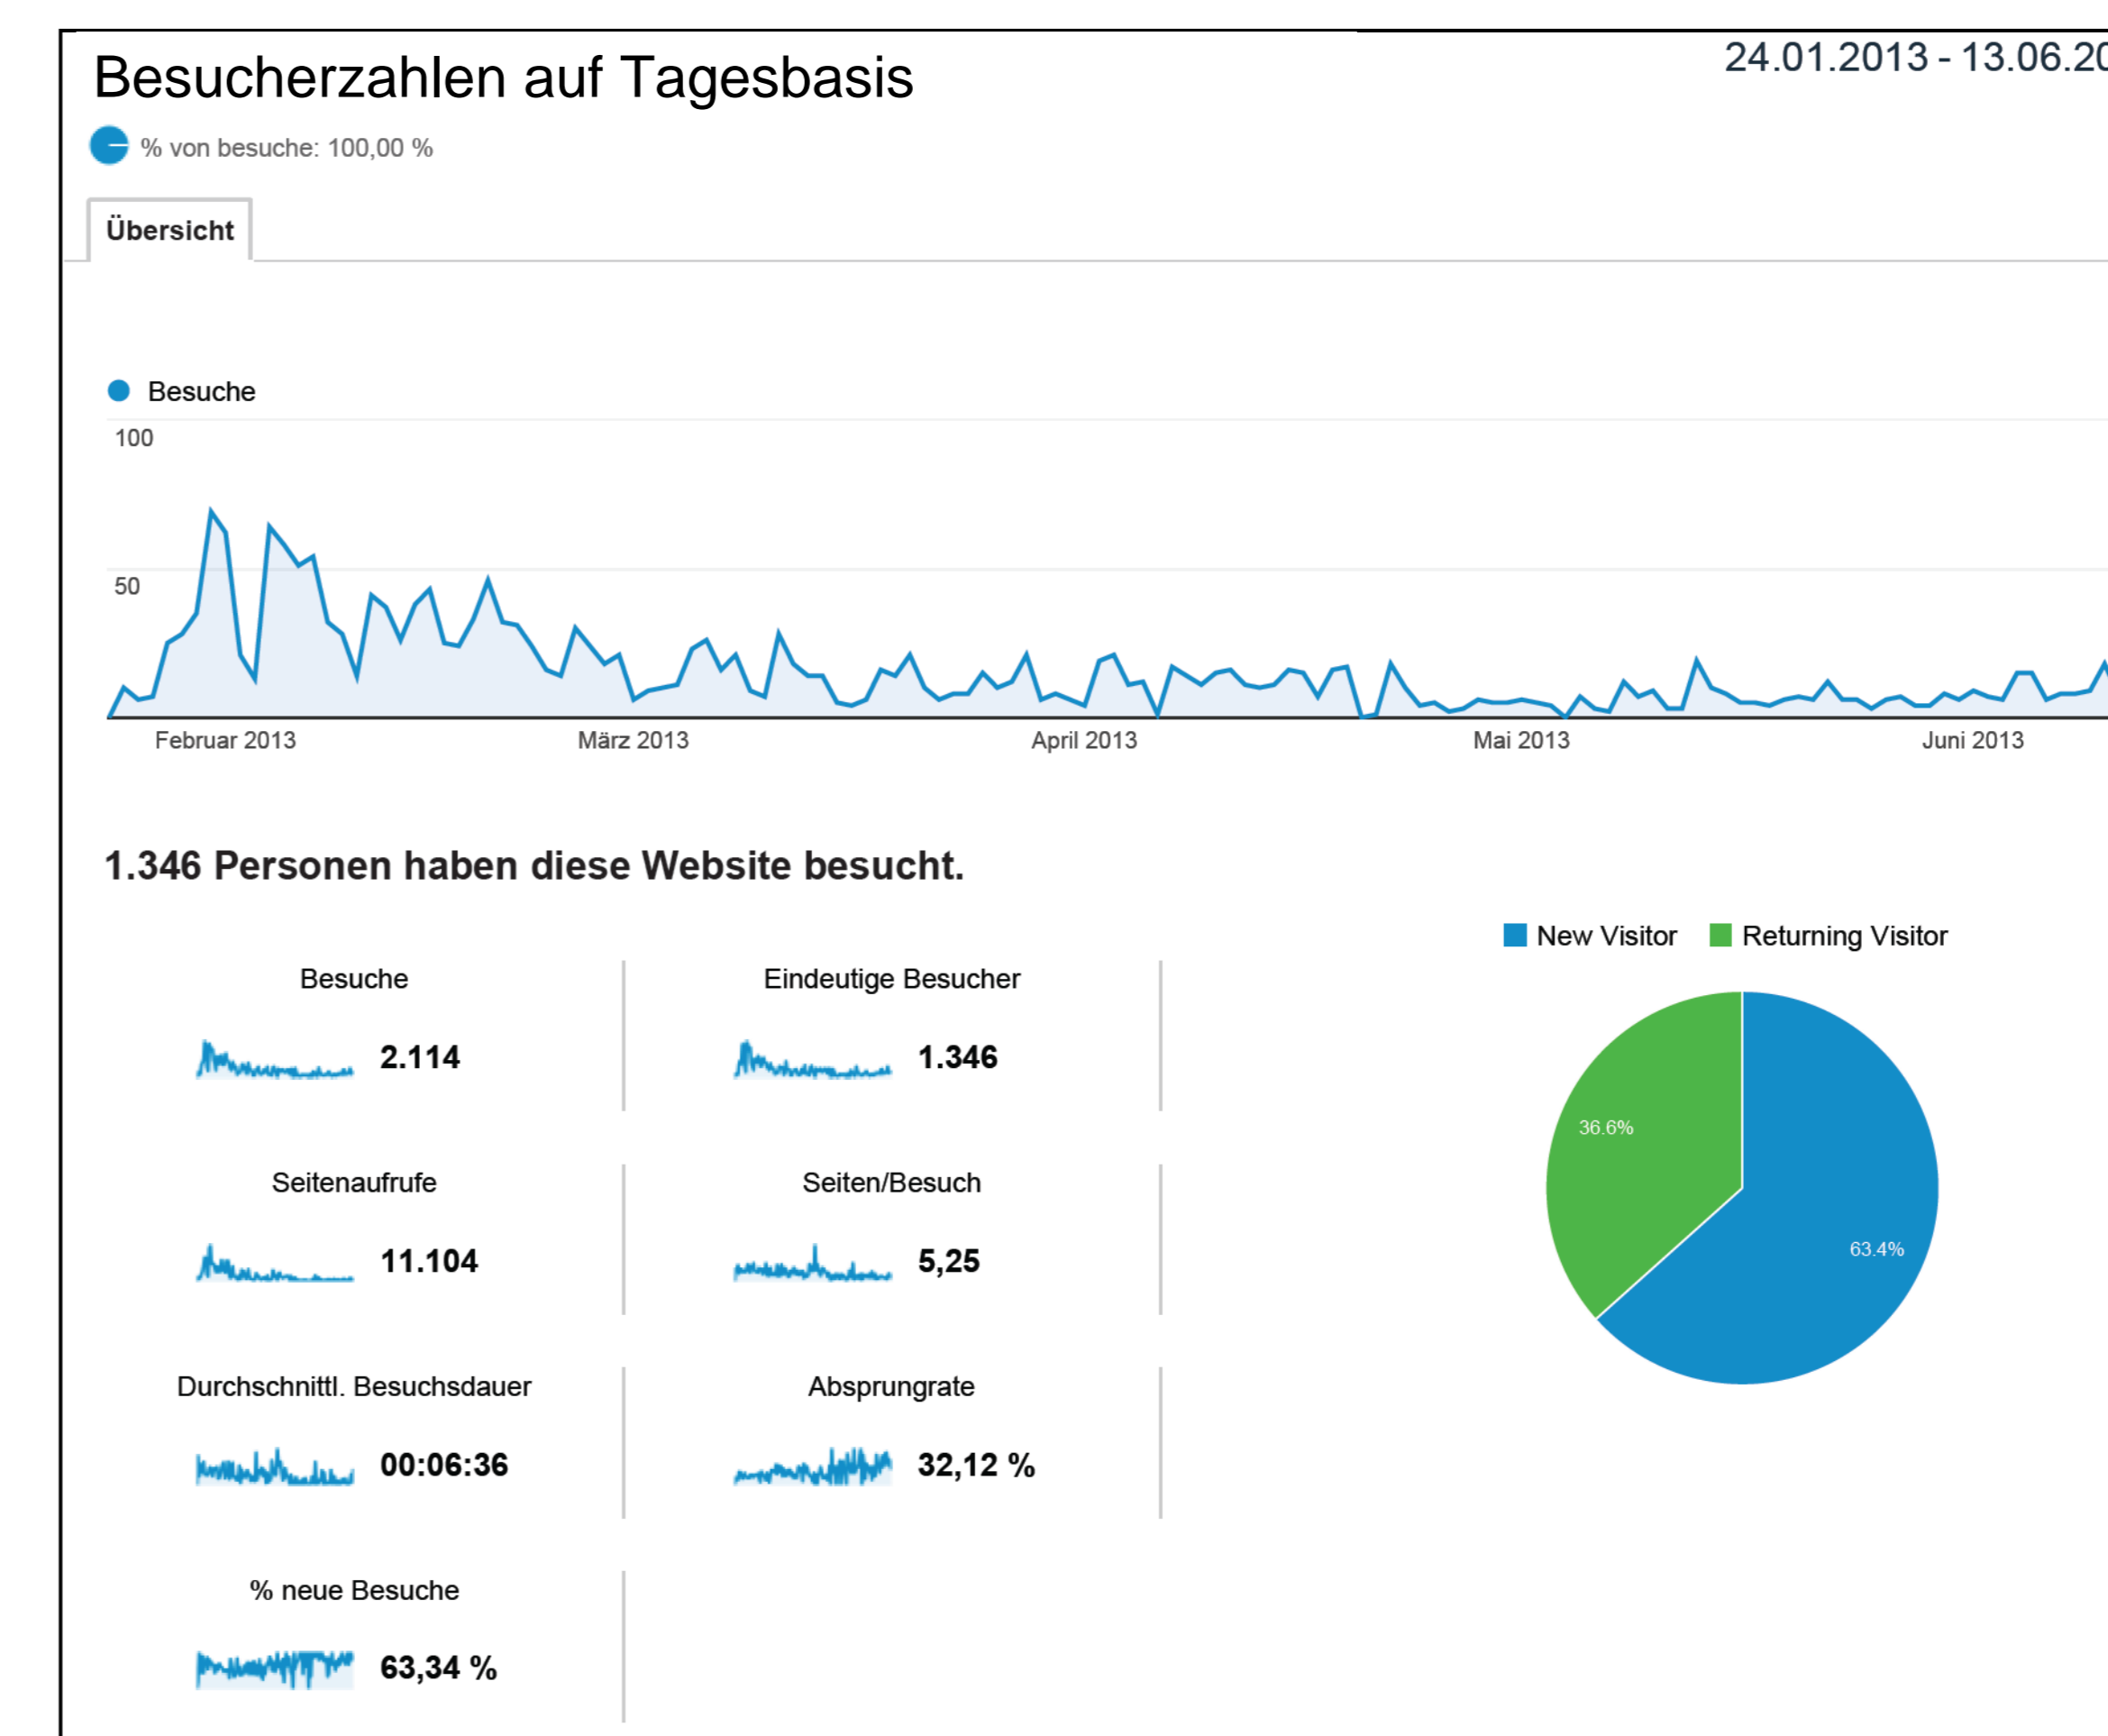 Besucherzahlen auf Tagesbasis
24.01.2013 - 13.06.20
% von besuche: 100,00 %
Übersicht
Besuche
100
50
Februar 2013 März 2013 April 2013 Mai 2013 Juni 2013
1.346 Personen haben diese Website besucht.
New Visitor Returning Visitor
Besuche
2.114
Eindeutige Besucher
1.346
Seitenaufrufe
11.104
Seiten/Besuch
5,25
Durchschnittl. Besuchsdauer
00:06:36
Absprungrate
32,12 %
% neue Besuche
63,34 %
36.6%
63.4%